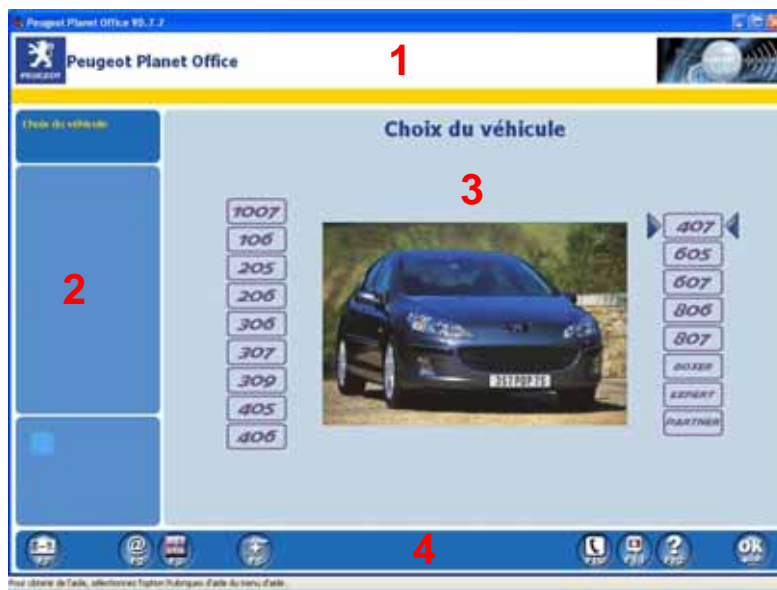 Peugeot Planet Office V0.7.2
PEUGEOT
Peugeot Planet Office
1
Choix du véhicule
Choix du véhicule
2
3
1007
106
205
206
306
307
309
405
406
407
605
607
806
807
BOXER
EXPERT
PARTNER
4
@
?
OK
Pour obtenir de l'aide, sélectionnez l'option Rubriques d'aide du menu d'aide.